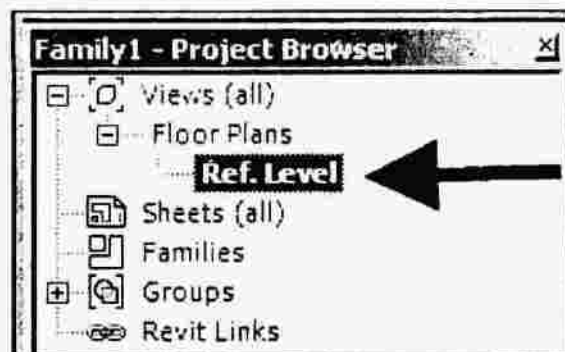 Family1 - Project Browser
Views (all)
Floor Plans
Ref. Level
Sheets (all)
Families
Groups
Revit Links